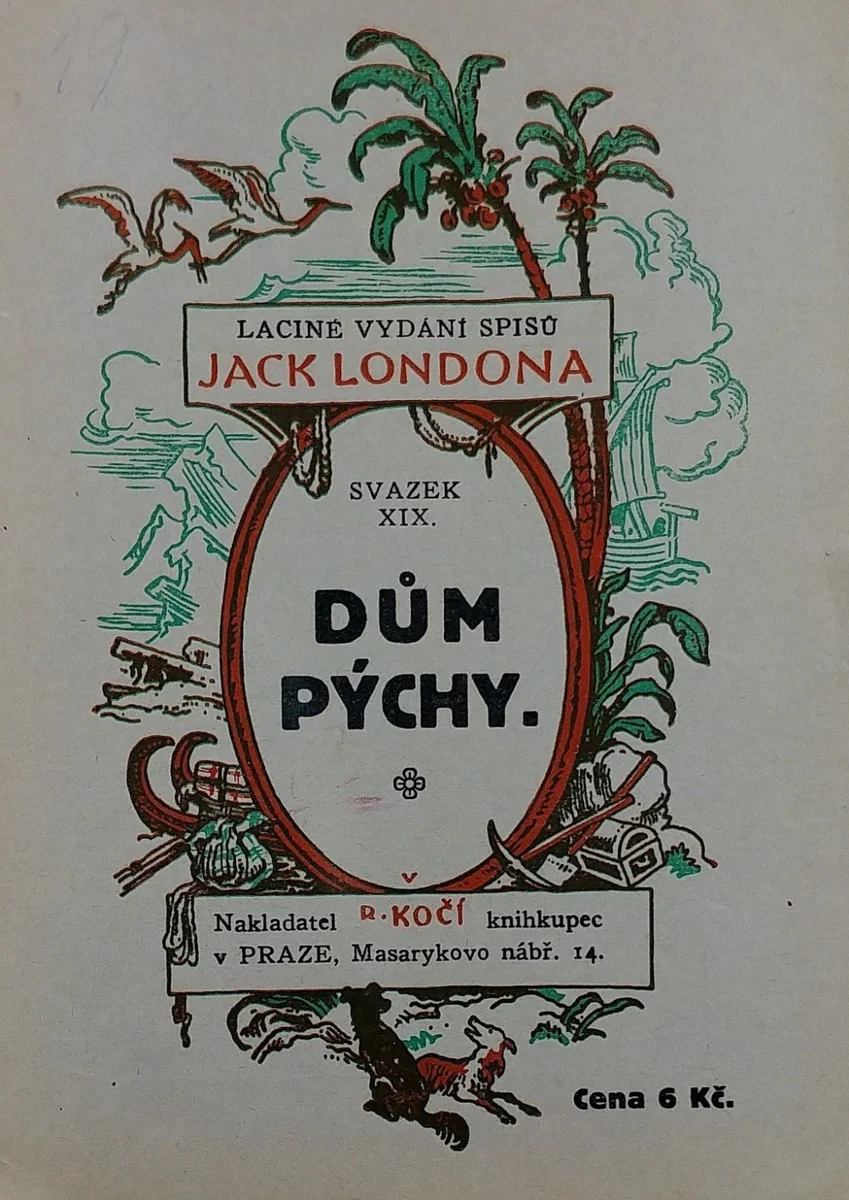 19
LACINÉ VYDÁNÍ SPISŮ
JACK LONDONA
SVAZEK
XIX.
DŮM
PÝCHY.
Nakladatel B. KOČÍ knihkupec
v PRAZE, Masarykovo nábř. 14.
Cena 6 Kč.